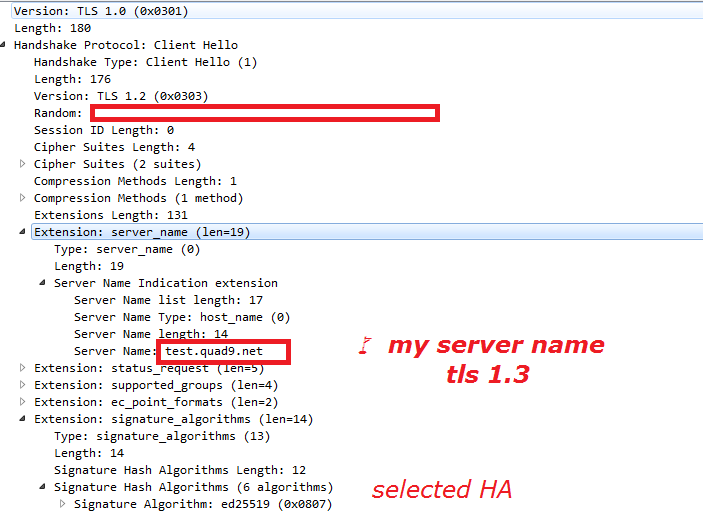 Version: TLS 1.0 (0x0301)
Length: 180
Handshake Protocol: Client Hello
Handshake Type: Client Hello (1)
Length: 176
Version: TLS 1.2 (0x0303)
Random:
Session ID Length: 0
Cipher Suites Length: 4
Cipher Suites (2 suites)
Compression Methods Length: 1
Compression Methods (1 method)
Extensions Length: 131
Extension: server_name (len=19)
Type: server_name (0)
Length: 19
Server Name Indication extension
Server Name list length: 17
Server Name Type: host_name (0)
Server Name length: 14
Server Name: test.quad9.net
my server name
tls 1.3
Extension: status_request (len=5)
Extension: supported_groups (len=4)
Extension: ec_point_formats (len=2)
Extension: signature_algorithms (len=14)
Type: signature_algorithms (13)
Length: 14
Signature Hash Algorithms Length: 12
Signature Hash Algorithms (6 algorithms)
selected HA
Signature Algorithm: ed25519 (0x0807)